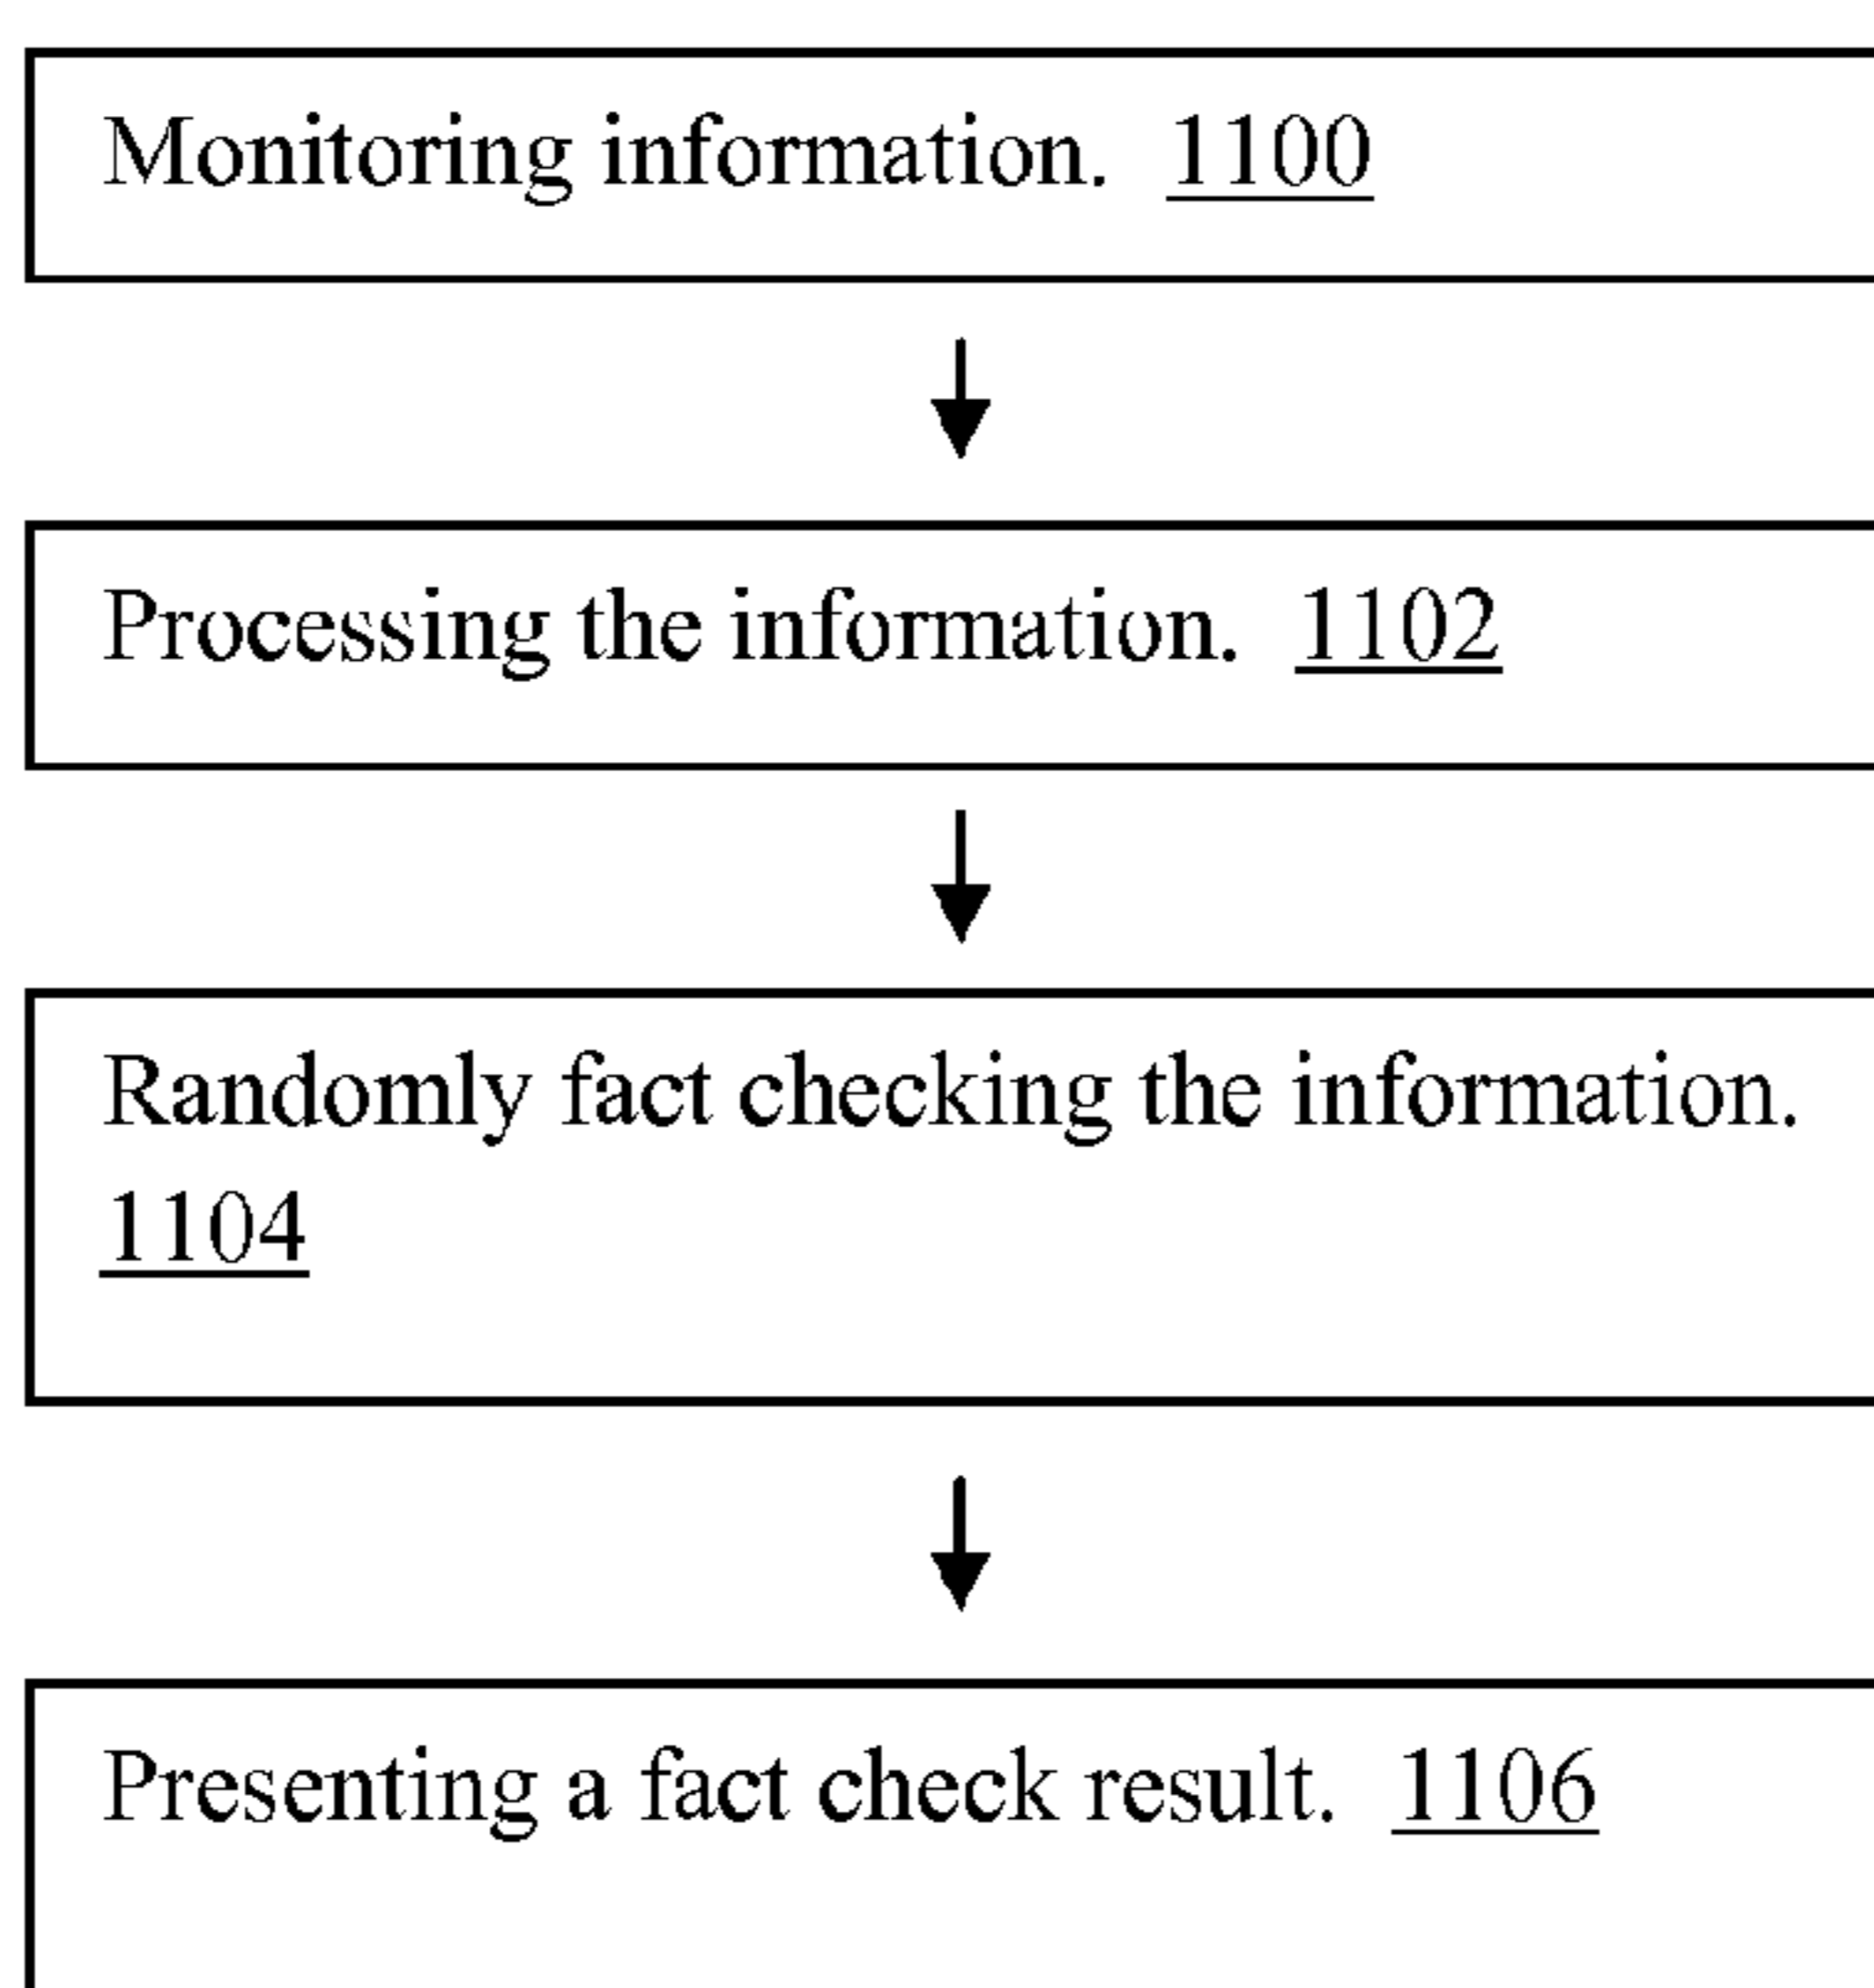 Monitoring information. 1100
Processing the information. 1102
Randomly fact checking the information.
1104
Presenting a fact check result. 1106